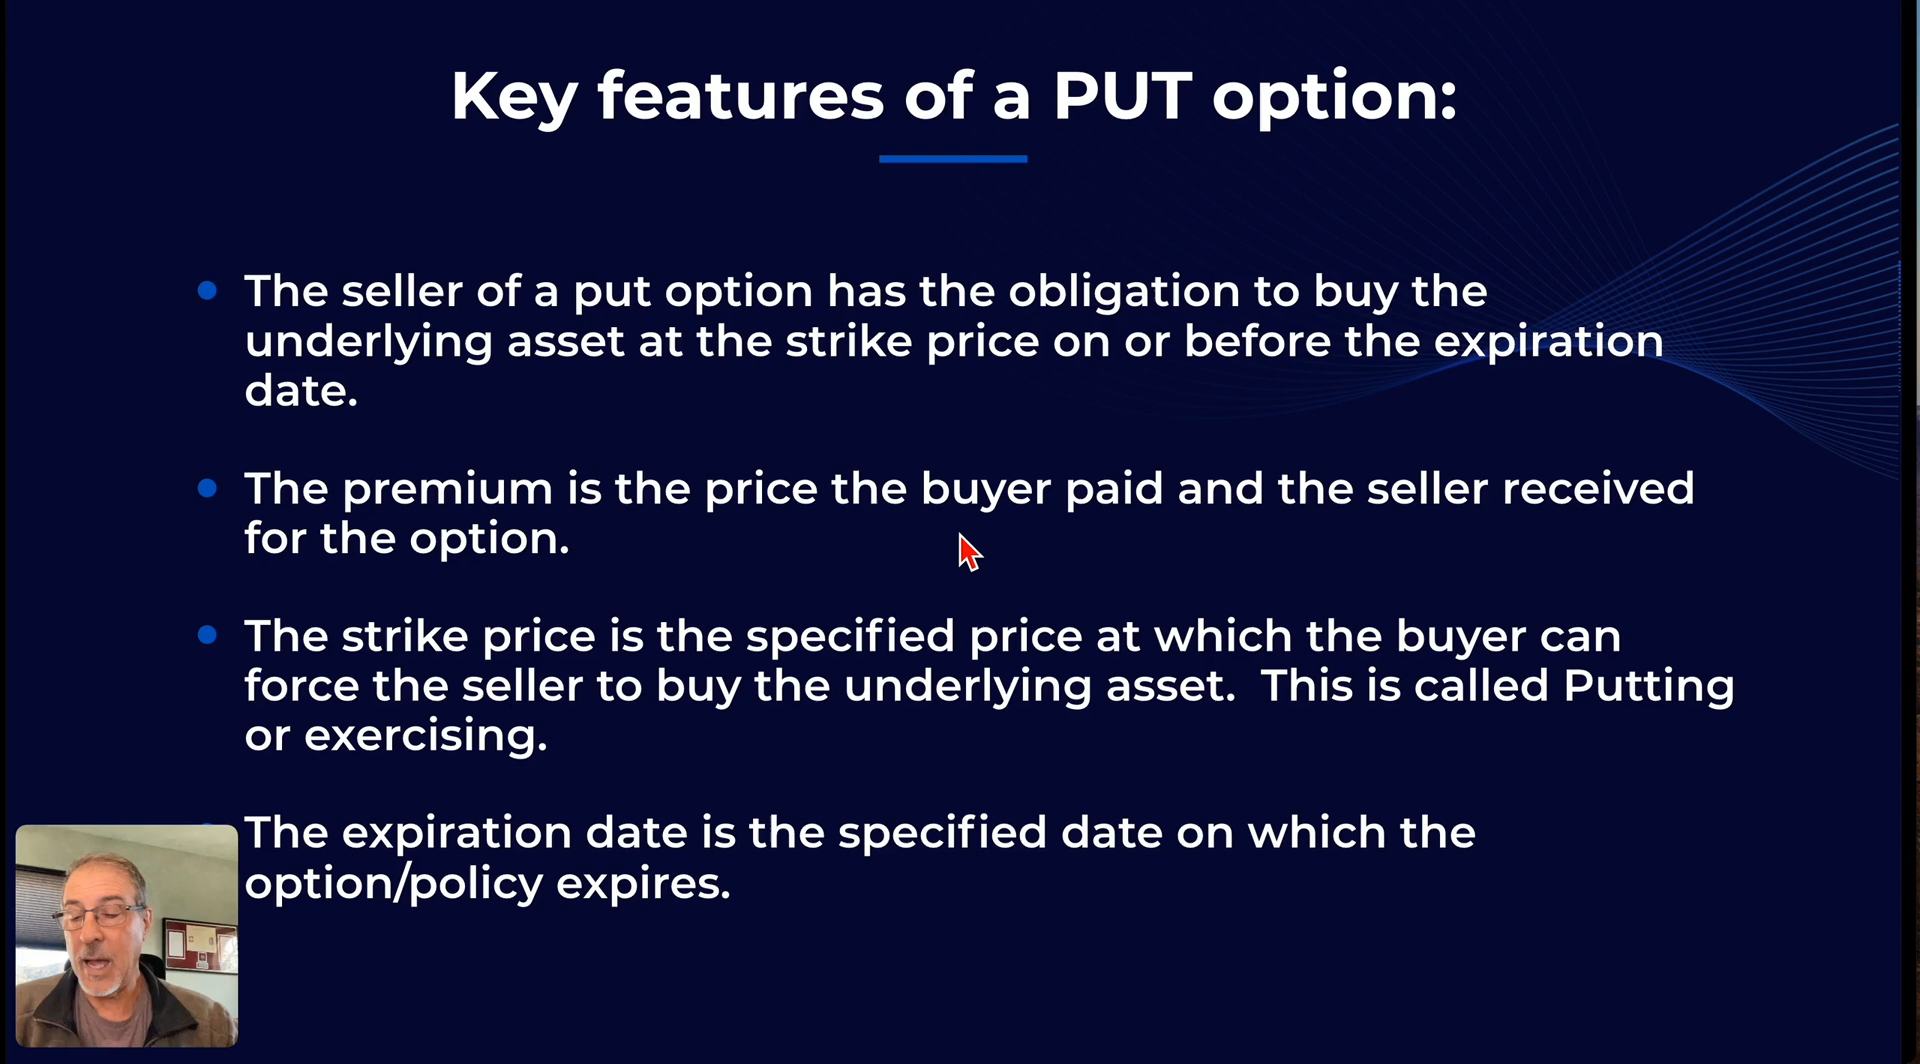 Key features of a PUT option:
The seller of a put option has the obligation to buy the
underlying asset at the strike price on or before the expiration
date.
The premium is the price the buyer paid and the seller received
for the option.
The strike price is the specified price at which the buyer can
force the seller to buy the underlying asset.  This is called Putting
or exercising.
The expiration date is the specified date on which the
option/policy expires.